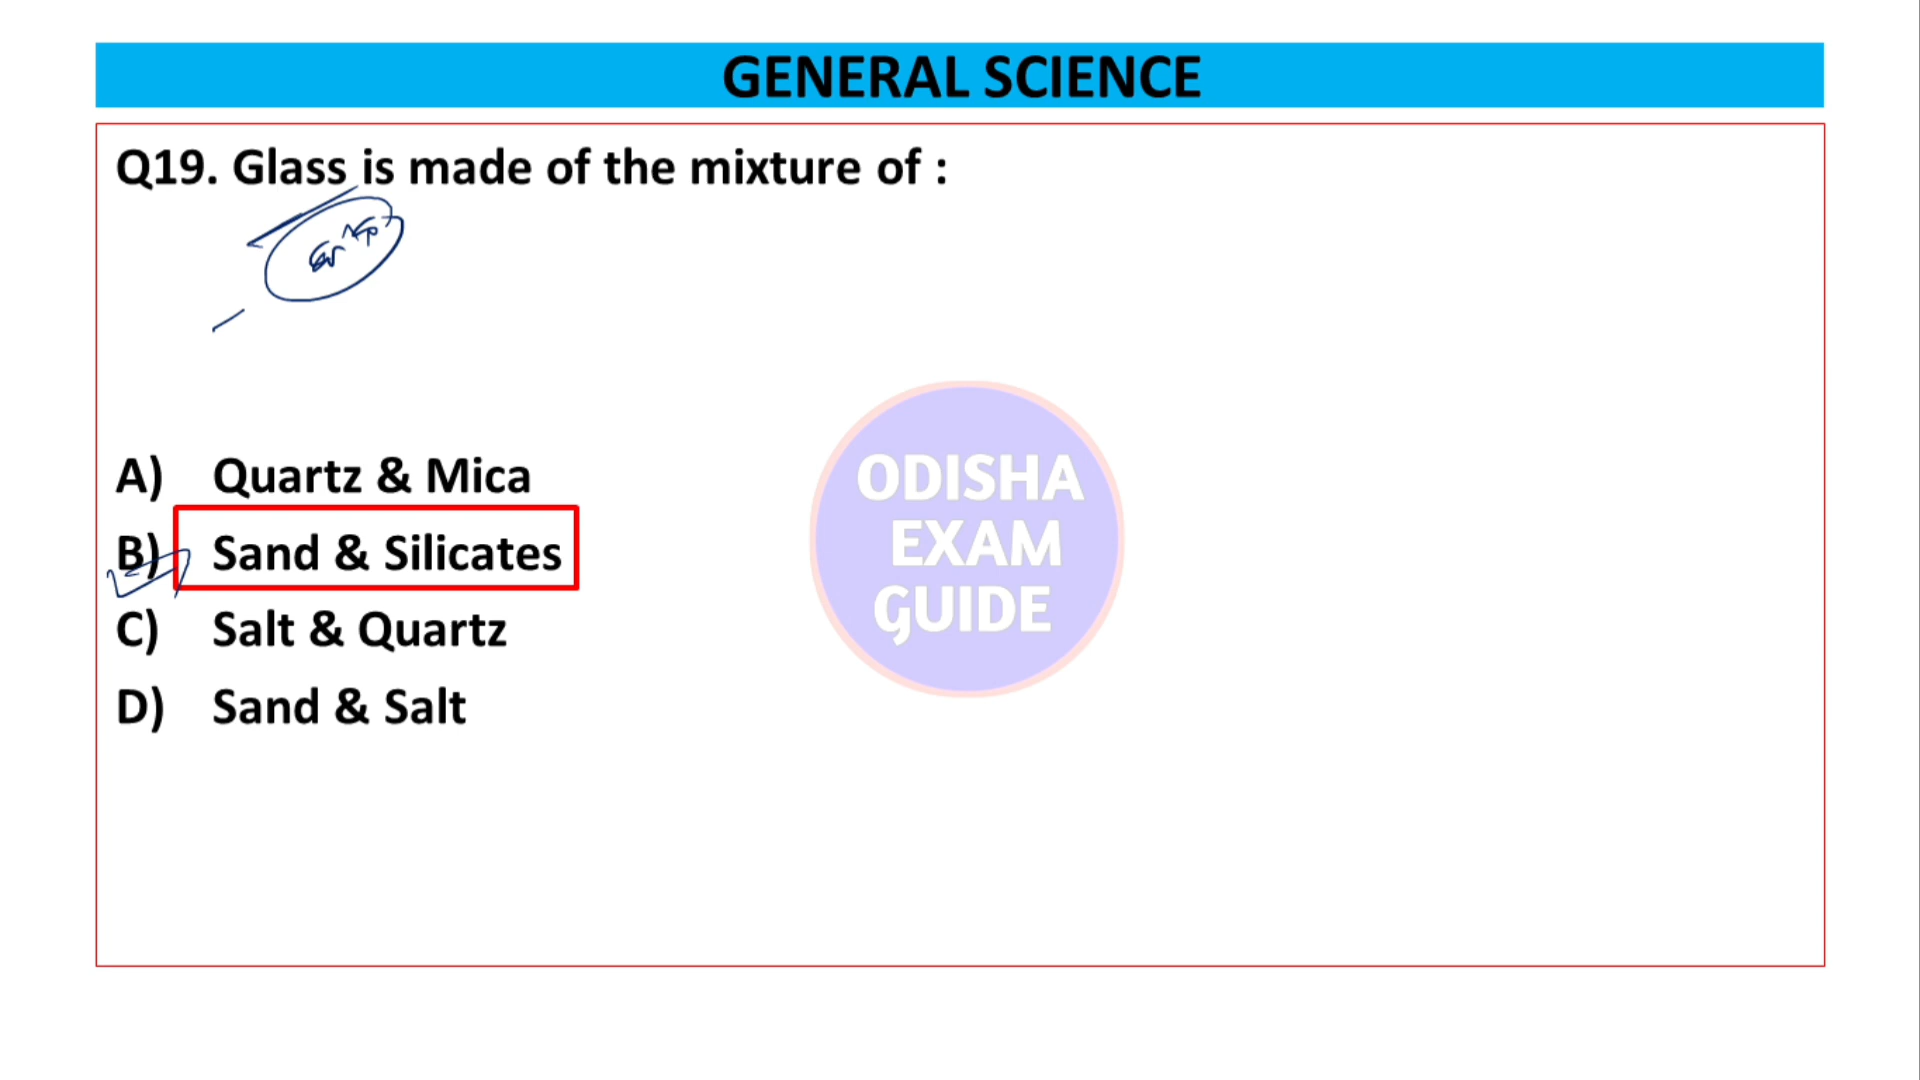 GENERAL SCIENCE
Q19. Glass is made of the mixture of :
A) Quartz & Mica
B) Sand & Silicates
C) Salt & Quartz
D) Sand & Salt
ODISHA
EXAM
GUIDE